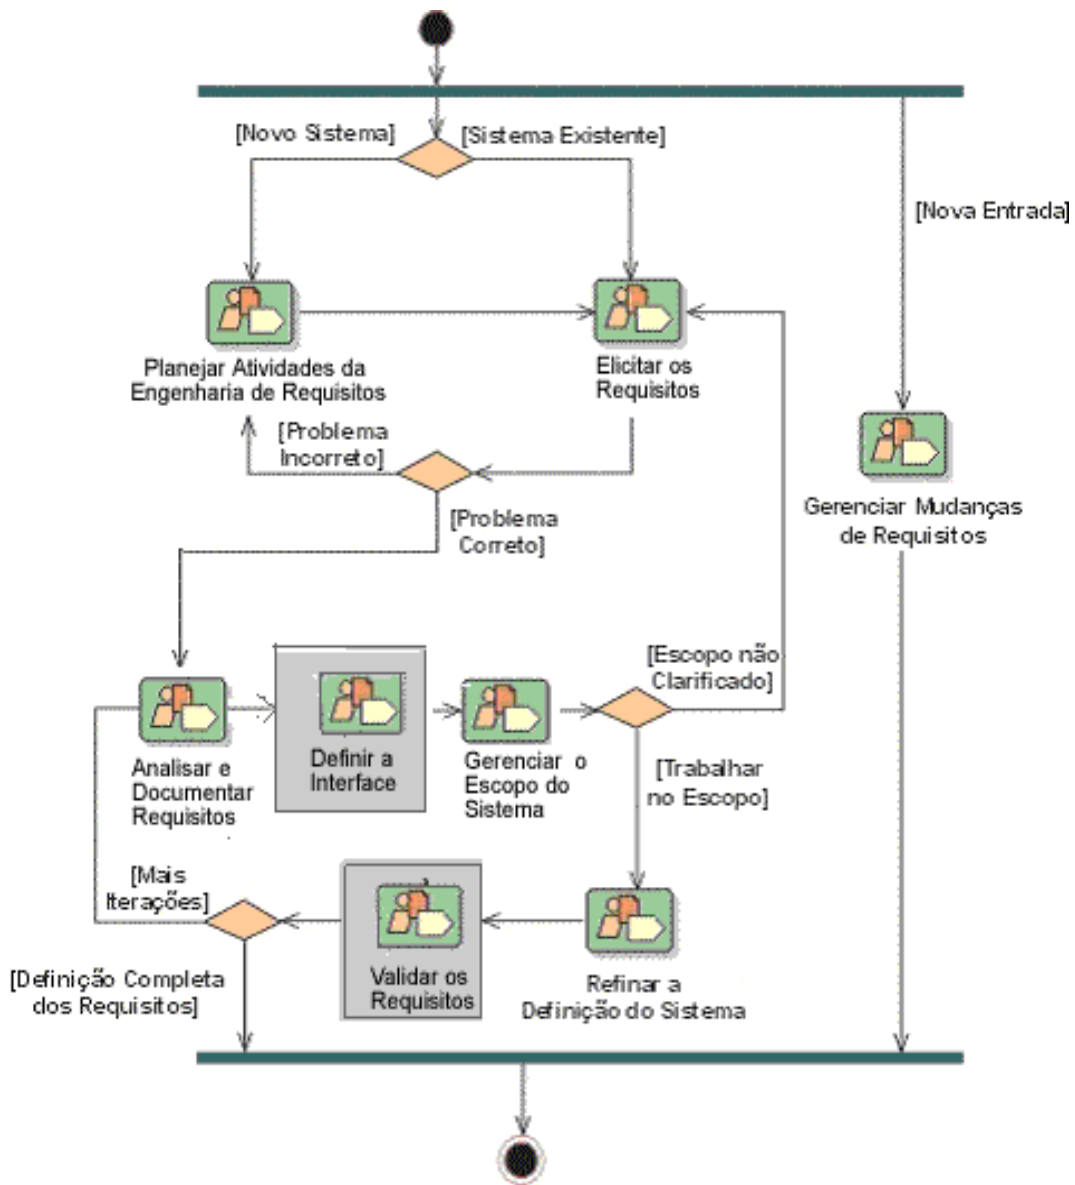 [Novo Sistema]
[Sistema Existente]
[Nova Entrada]
Planejar Atividades da
Engenharia de Requisitos
Elicitar os
Requisitos
[Problema
Incorreto]
[Problema
Correto]
Gerenciar Mudanças
de Requisitos
[Escopo não
Clarificado]
Analisar e
Documentar
Requisitos
Definir a
Interface
Gerenciar o
Escopo do
Sistema
[Trabalhar
no Escopo]
[Mais
Iterações]
[Definição Completa
dos Requisitos]
Validar os
Requisitos
Refinar a
Definição do Sistema